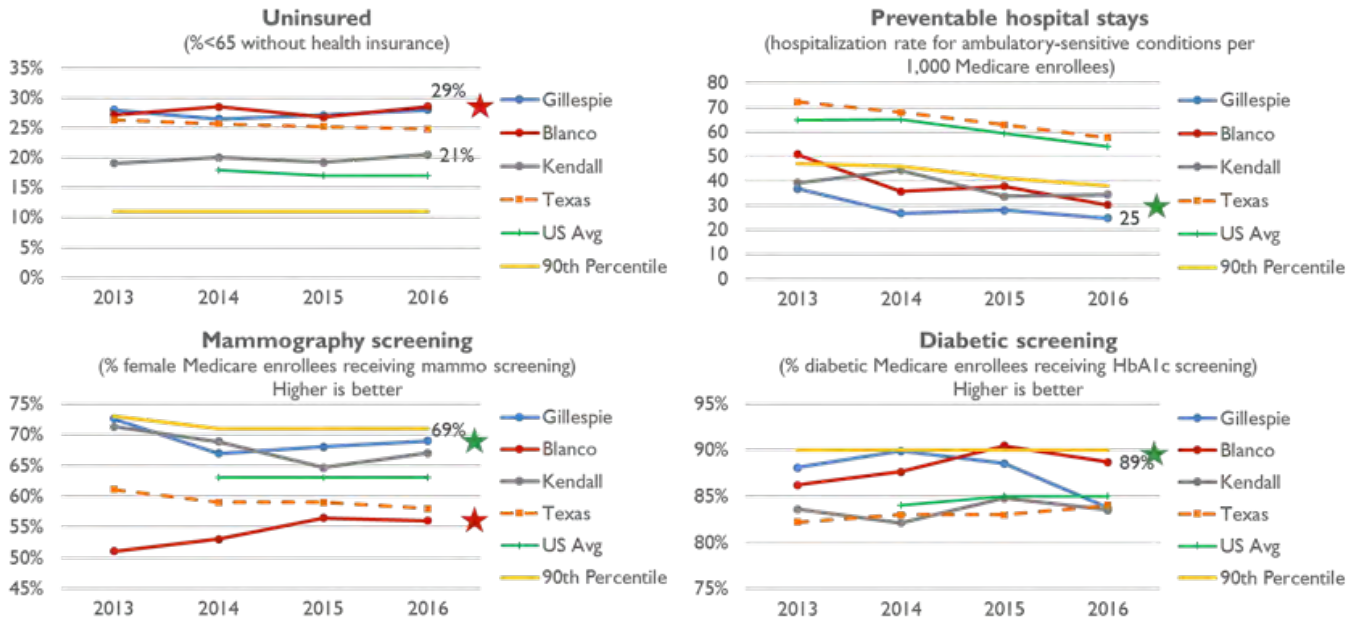 Uninsured
(%<65 without health insurance)
35%
30%
25%
20%
15%
10%
5%
0%
29%
21%
2013 2014 2015 2016
Gillespie
Blanco
Kendall
Texas
US Avg
90th Percentile
Preventable hospital stays
(hospitalization rate for ambulatory-sensitive conditions per
1,000 Medicare enrollees)
80
70
60
50
40
30
20
10
0
25
2013 2014 2015 2016
Gillespie
Blanco
Kendall
Texas
US Avg
90th Percentile
Mammography screening
(% female Medicare enrollees receiving mammo screening)
Higher is better
75%
70%
65%
60%
55%
50%
45%
69%
2013 2014 2015 2016
Gillespie
Blanco
Kendall
Texas
US Avg
90th Percentile
Diabetic screening
(% diabetic Medicare enrollees receiving HbA1c screening)
Higher is better
95%
90%
85%
80%
75%
89%
2013 2014 2015 2016
Gillespie
Blanco
Kendall
Texas
US Avg
90th Percentile